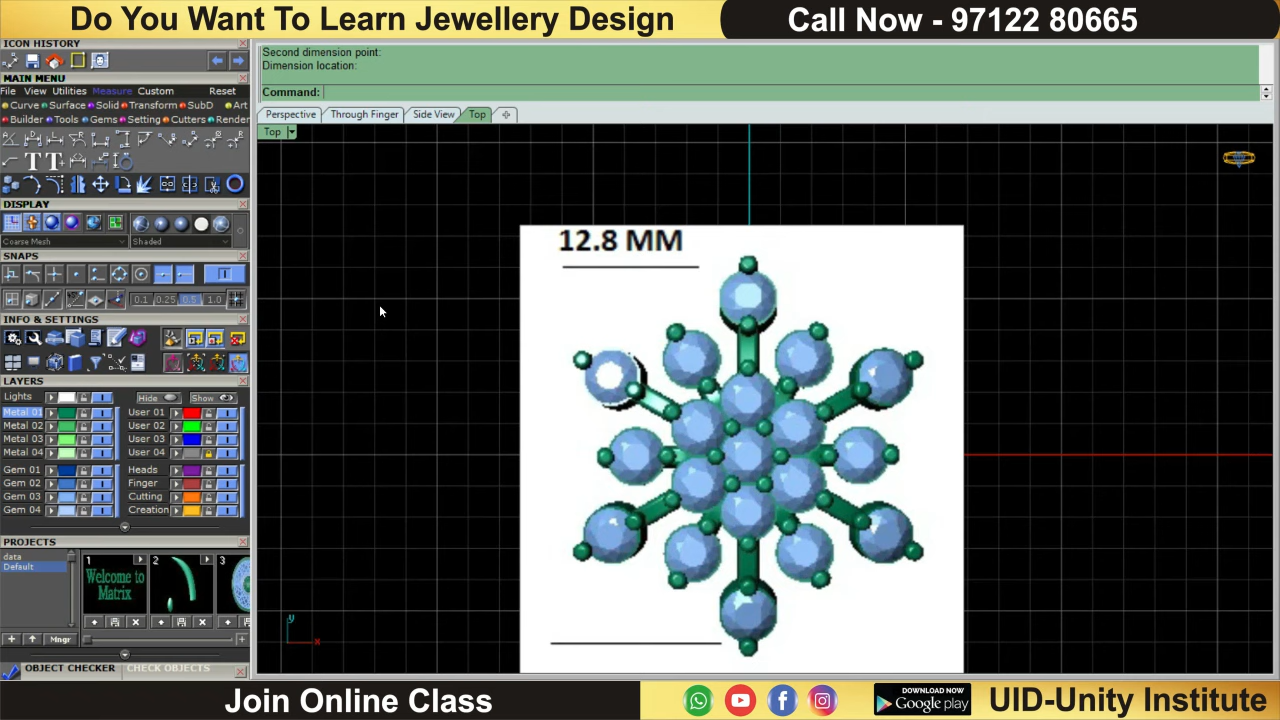 Do You Want To Learn Jewellery Design
Call Now - 97122 80665
ICON HISTORY
MAIN MENU
File View Utilities Measure Custom Reset
Curve Surface Solid Transform SubD Art
Builder Tools Gems Setting Cutters Render
DISPLAY
Coarse Mesh Shaded
SNAPS
0.1 0.25 0.5 1.0
INFO & SETTINGS
LAYERS
Lights Hide Show
Metal 01 User 01
Metal 02 User 02
Metal 03 User 03
Metal 04 User 04
Gem 01 Heads
Gem 02 Finger
Gem 03 Cutting
Gem 04 Creation
PROJECTS
data
Default
1 2 3
Welcome to
Matrix
Mngr
OBJECT CHECKER CHECK OBJECTS
Second dimension point:
Dimension location:
Command:
Perspective Through Finger Side View Top
Top
12.8 MM
y
x
Join Online Class
DOWNLOAD NOW
Google play
UID-Unity Institute